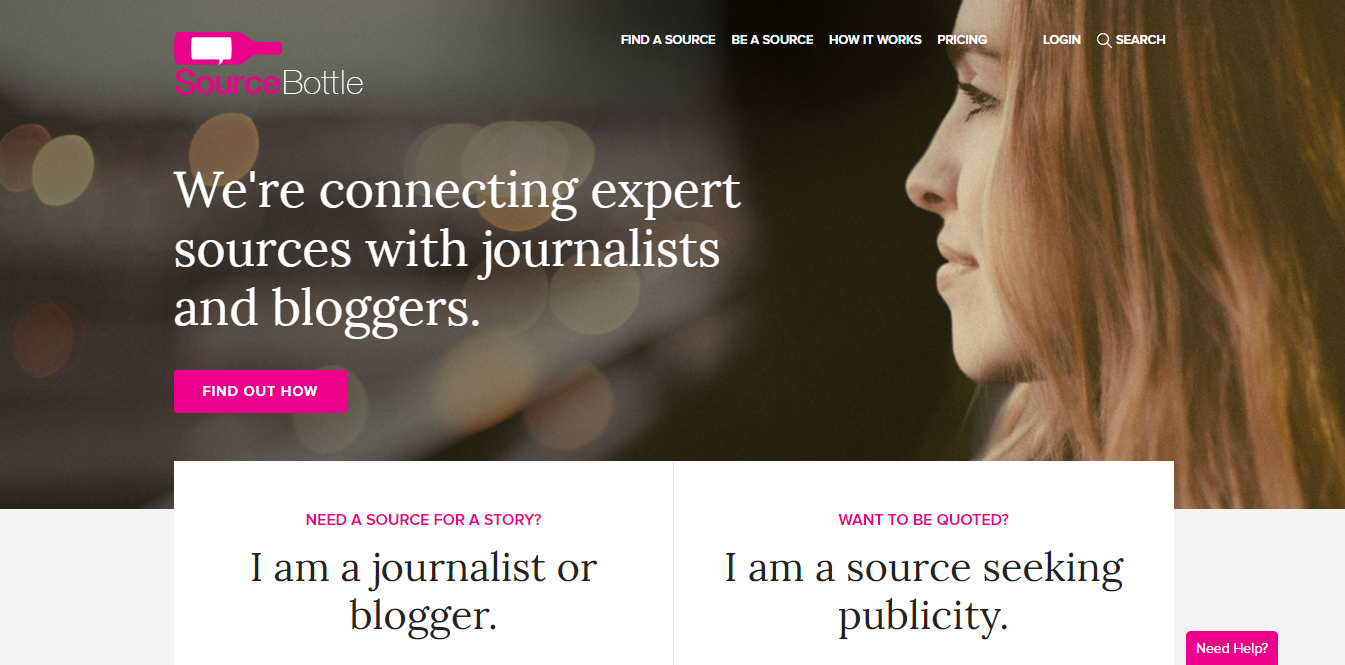 SourceBottle
FIND A SOURCE BE A SOURCE HOW IT WORKS PRICING LOGIN SEARCH
We're connecting expert
sources with journalists
and bloggers.
FIND OUT HOW
NEED A SOURCE FOR A STORY?
I am a journalist or
blogger.
WANT TO BE QUOTED?
I am a source seeking
publicity.
Need Help?